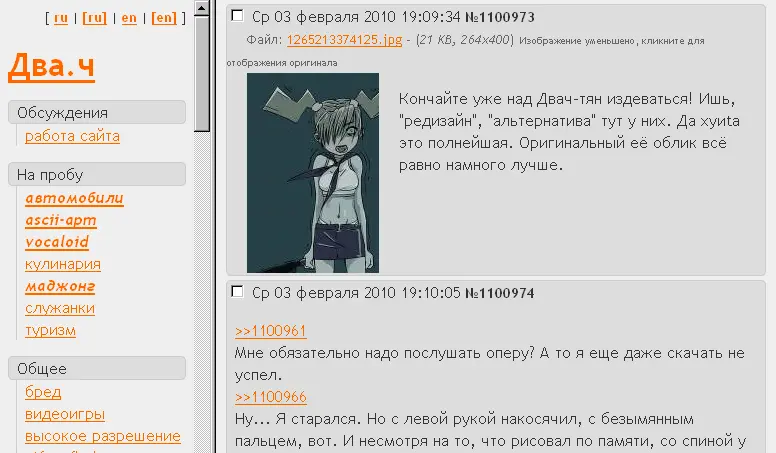 [ ru | [ru] | en | [en] ]
Два.ч
Обсуждения
работа сайта
На пробу
автомобили
ascii-арт
vocaloid
кулинария
маджонг
служанки
туризм
Общее
бред
видеоигры
высокое разрешение
Ср 03 февраля 2010 19:09:34 №1100973
Файл: 1265213374125.jpg - (21 KB, 264x400) Изображение уменьшено, кликните для
отображения оригинала
Кончайте уже над Двач-тян издеваться! Ишь,
"редизайн", "альтернатива" тут у них. Да хуита
это полнейшая. Оригинальный её облик всё
равно намного лучше.
Ср 03 февраля 2010 19:10:05 №1100974
>>1100961
Мне обязательно надо послушать оперу? А то я еще даже скачать не
успел.
>>1100966
Ну... Я старался. Но с левой рукой накосячил, с безымянным
пальцем, вот. И несмотря на то, что рисовал по памяти, со спиной у